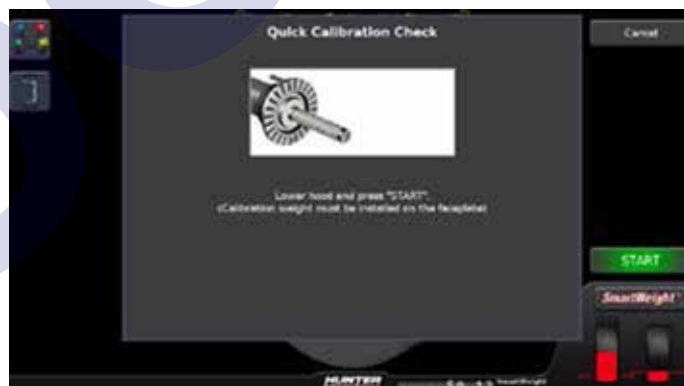 Quick Calibration Check
Cancel
Lower hood and press "START".
(Calibration weight must be installed on the faceplate)
START
SmartWeight
HUNTER
SmartWeight